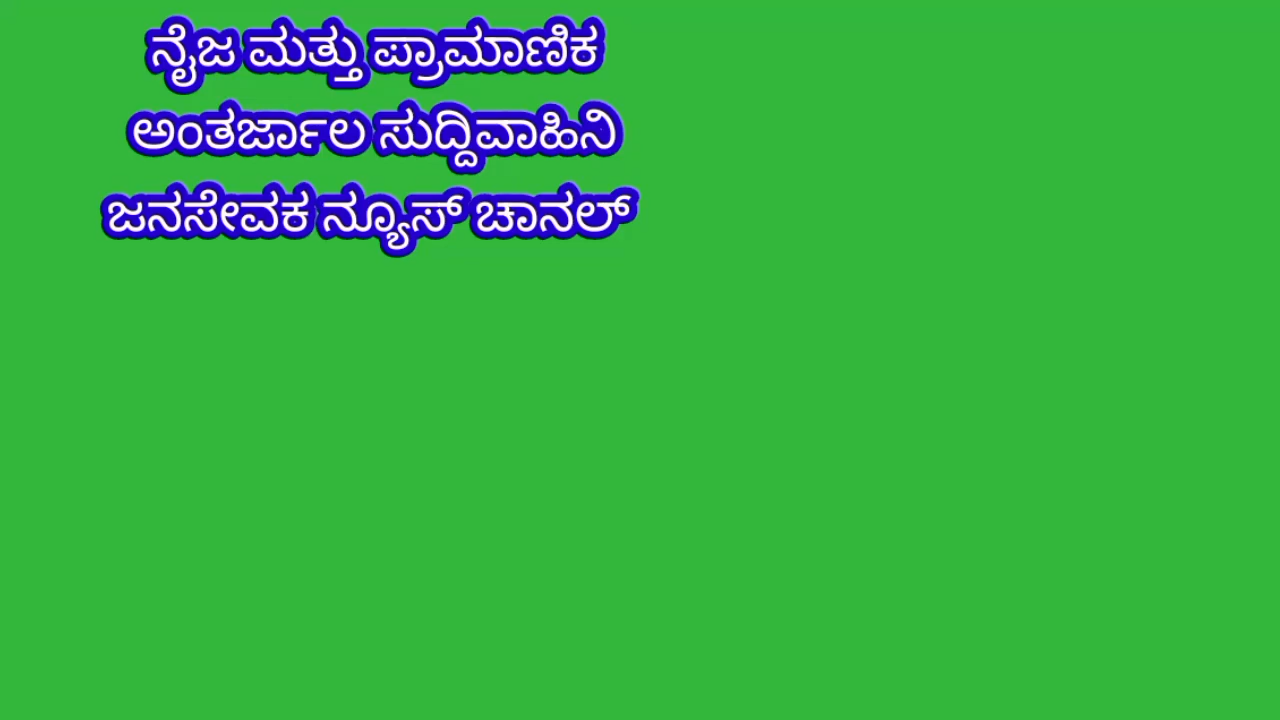 ನೈಜ ಮತ್ತು ಪ್ರಾಮಾಣಿಕ
ಅಂತರ್ಜಾಲ ಸುದ್ದಿವಾಹಿನಿ
ಜನಸೇವಕ ನ್ಯೂಸ್ ಚಾನಲ್